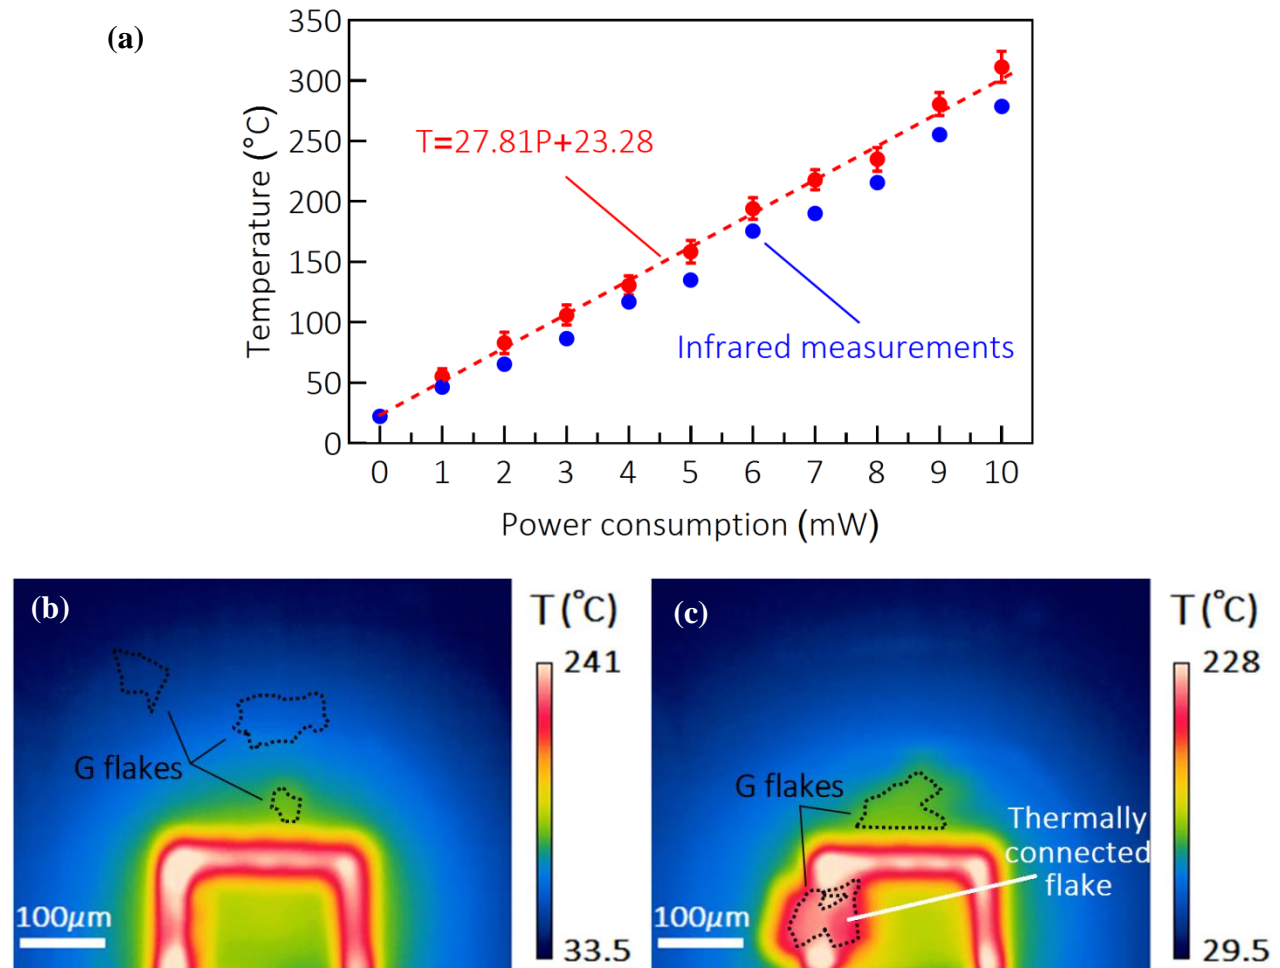 (a)
350
300
250
200
150
100
50
0
Temperature (°C)
T=27.81P+23.28
Infrared measurements
0 1 2 3 4 5 6 7 8 9 10
Power consumption (mW)
(b)
G flakes
100µm
T (°C)
241
33.5
(c)
G flakes
Thermally
connected
flake
100µm
T (°C)
228
29.5